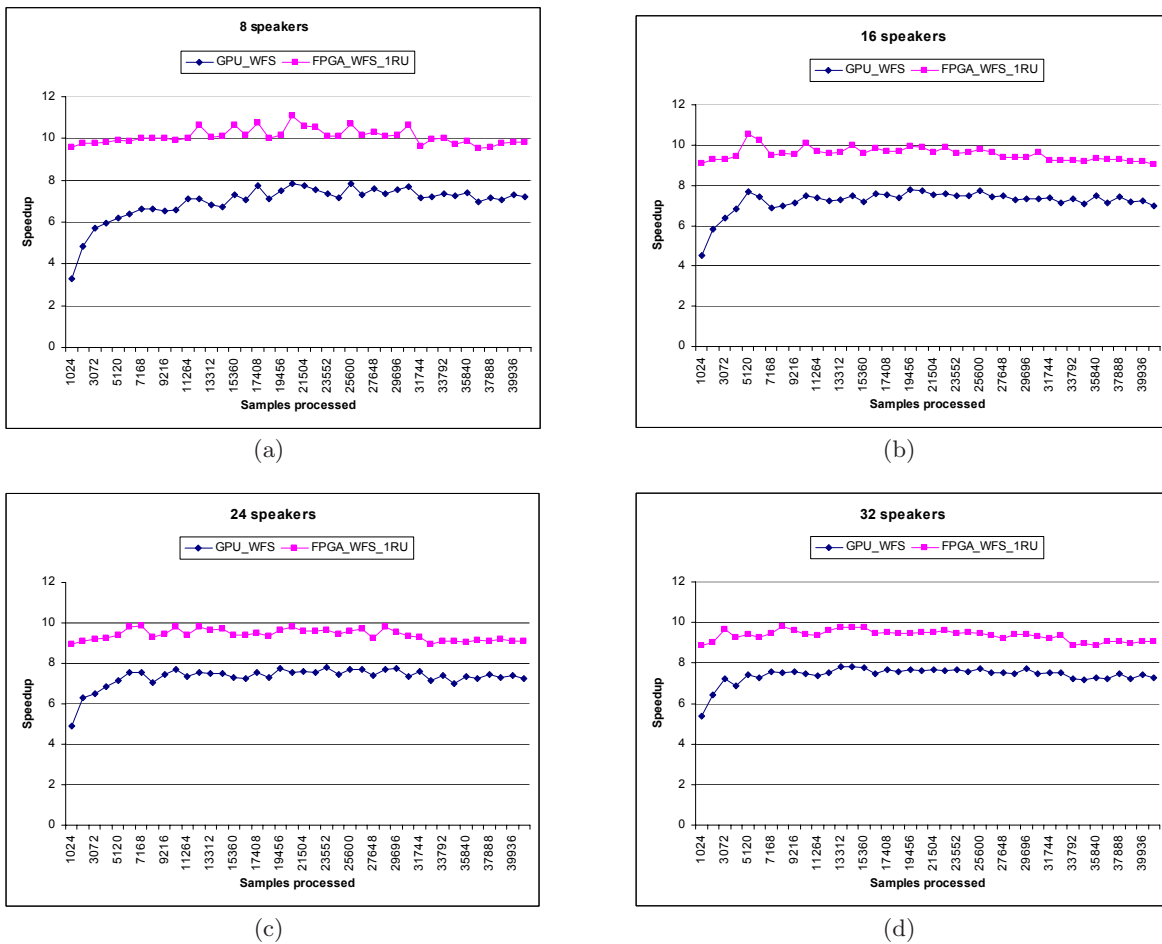 8 speakers
GPU_WFS FPGA_WFS_1RU
12
10
8
6
4
2
0
Speedup
1024 3072 5120 7168 9216 11264 13312 15360 17408 19456 21504 23552 25600 27648 29696 31744 33792 35840 37888 39936
Samples processed
(a)
16 speakers
GPU_WFS FPGA_WFS_1RU
12
10
8
6
4
2
0
Speedup
1024 3072 5120 7168 9216 11264 13312 15360 17408 19456 21504 23552 25600 27648 29696 31744 33792 35840 37888 39936
Samples processed
(b)
24 speakers
GPU_WFS FPGA_WFS_1RU
12
10
8
6
4
2
0
Speedup
1024 3072 5120 7168 9216 11264 13312 15360 17408 19456 21504 23552 25600 27648 29696 31744 33792 35840 37888 39936
Samples processed
(c)
32 speakers
GPU_WFS FPGA_WFS_1RU
12
10
8
6
4
2
0
Speedup
1024 3072 5120 7168 9216 11264 13312 15360 17408 19456 21504 23552 25600 27648 29696 31744 33792 35840 37888 39936
Samples processed
(d)